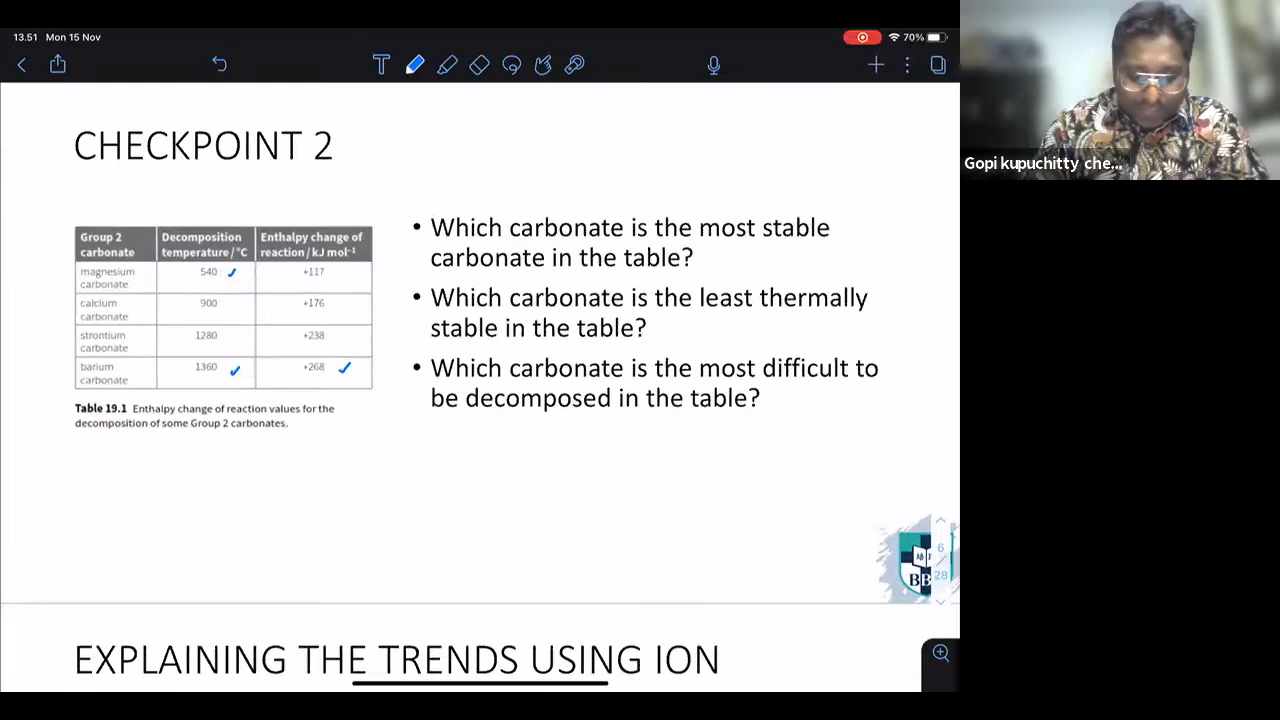 13.51 Mon 15 Nov
70%
CHECKPOINT 2
Group 2 carbonate
Decomposition temperature / °C
Enthalpy change of reaction / kJ mol⁻¹
magnesium carbonate
540
+117
calcium carbonate
900
+176
strontium carbonate
1280
+238
barium carbonate
1360
+268
Table 19.1 Enthalpy change of reaction values for the
decomposition of some Group 2 carbonates.
• Which carbonate is the most stable
carbonate in the table?
• Which carbonate is the least thermally
stable in the table?
• Which carbonate is the most difficult to
be decomposed in the table?
6
/
28
EXPLAINING THE TRENDS USING ION
Gopi kupuchitty che...